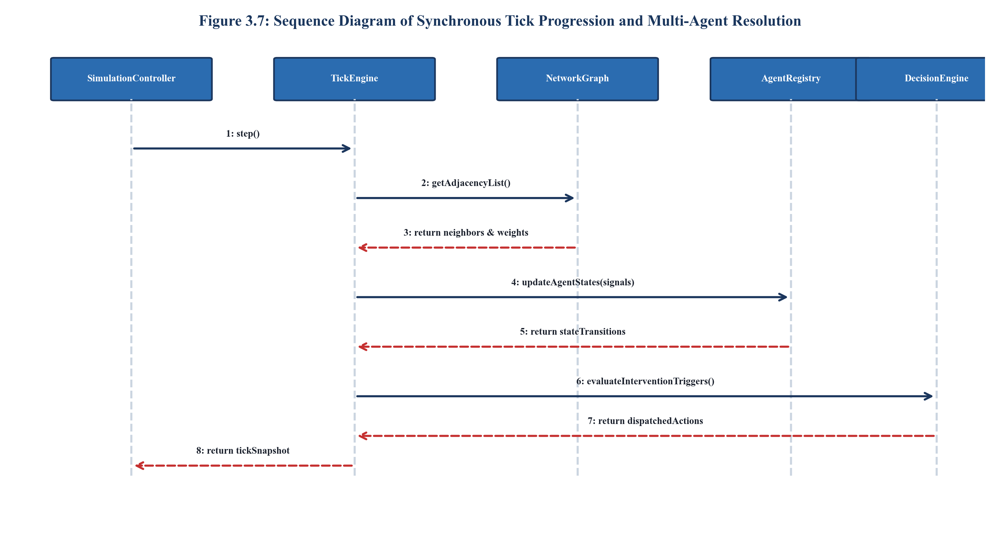 Figure 3.7: Sequence Diagram of Synchronous Tick Progression and Multi-Agent Resolution
SimulationController
TickEngine
NetworkGraph
AgentRegistry
DecisionEngine
1: step()
2: getAdjacencyList()
3: return neighbors & weights
4: updateAgentStates(signals)
5: return stateTransitions
6: evaluateInterventionTriggers()
7: return dispatchedActions
8: return tickSnapshot